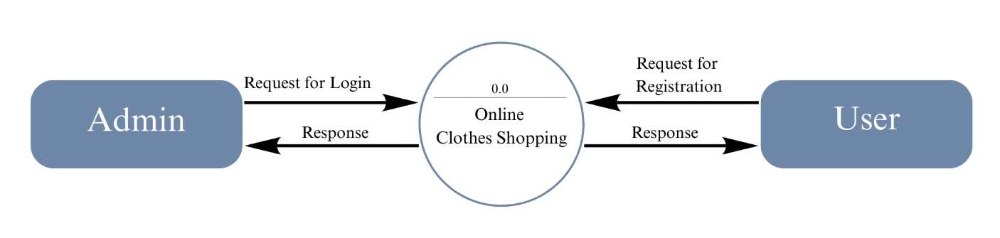 Admin
Request for Login
Response
0.0
Online
Clothes Shopping
Request for
Registration
Response
User